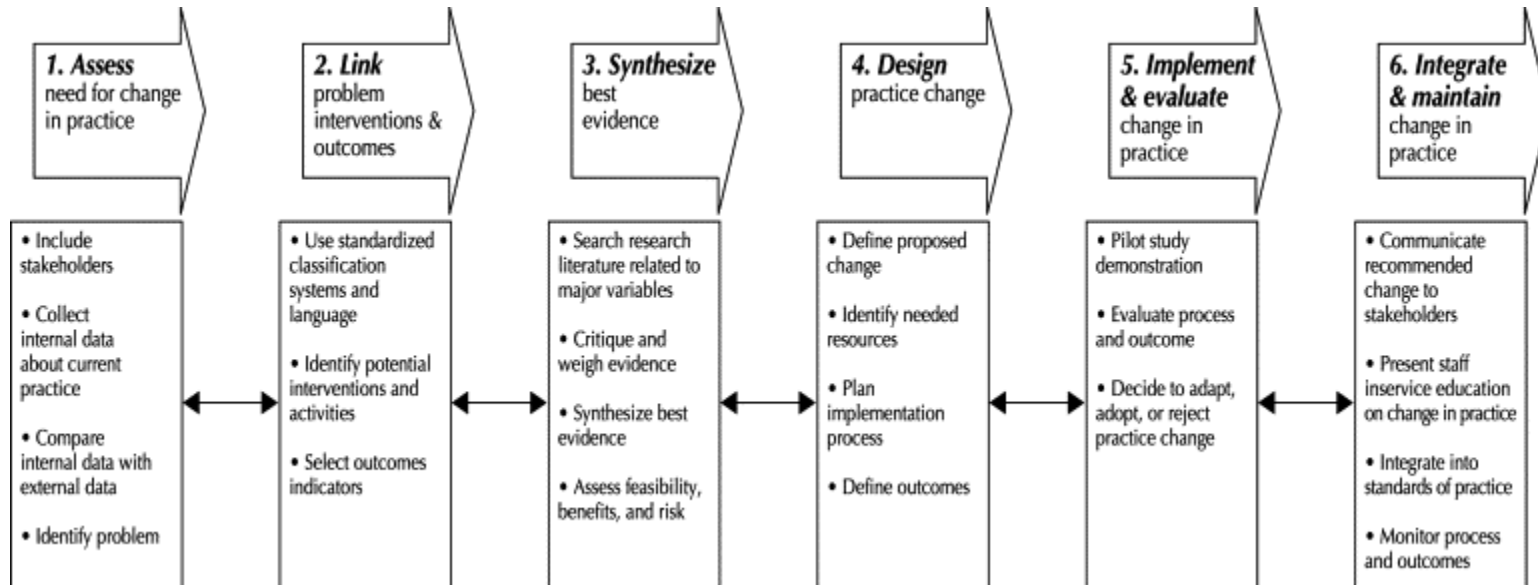 1. Assess
need for change
in practice
2. Link
problem
interventions &
outcomes
3. Synthesize
best
evidence
4. Design
practice change
5. Implement
& evaluate
change in
practice
6. Integrate
& maintain
change in
practice
• Include
stakeholders
• Collect
internal data
about current
practice
• Compare
internal data with
external data
• Identify problem
• Use standardized
classification
systems and
language
• Identify potential
interventions and
activities
• Select outcomes
indicators
• Search research
literature related to
major variables
• Critique and
weigh evidence
• Synthesize best
evidence
• Assess feasibility,
benefits, and risk
• Define proposed
change
• Identify needed
resources
• Plan
implementation
process
• Define outcomes
• Pilot study
demonstration
• Evaluate process
and outcome
• Decide to adapt,
adopt, or reject
practice change
• Communicate
recommended
change to
stakeholders
• Present staff
inservice education
on change in practice
• Integrate into
standards of practice
• Monitor process
and outcomes